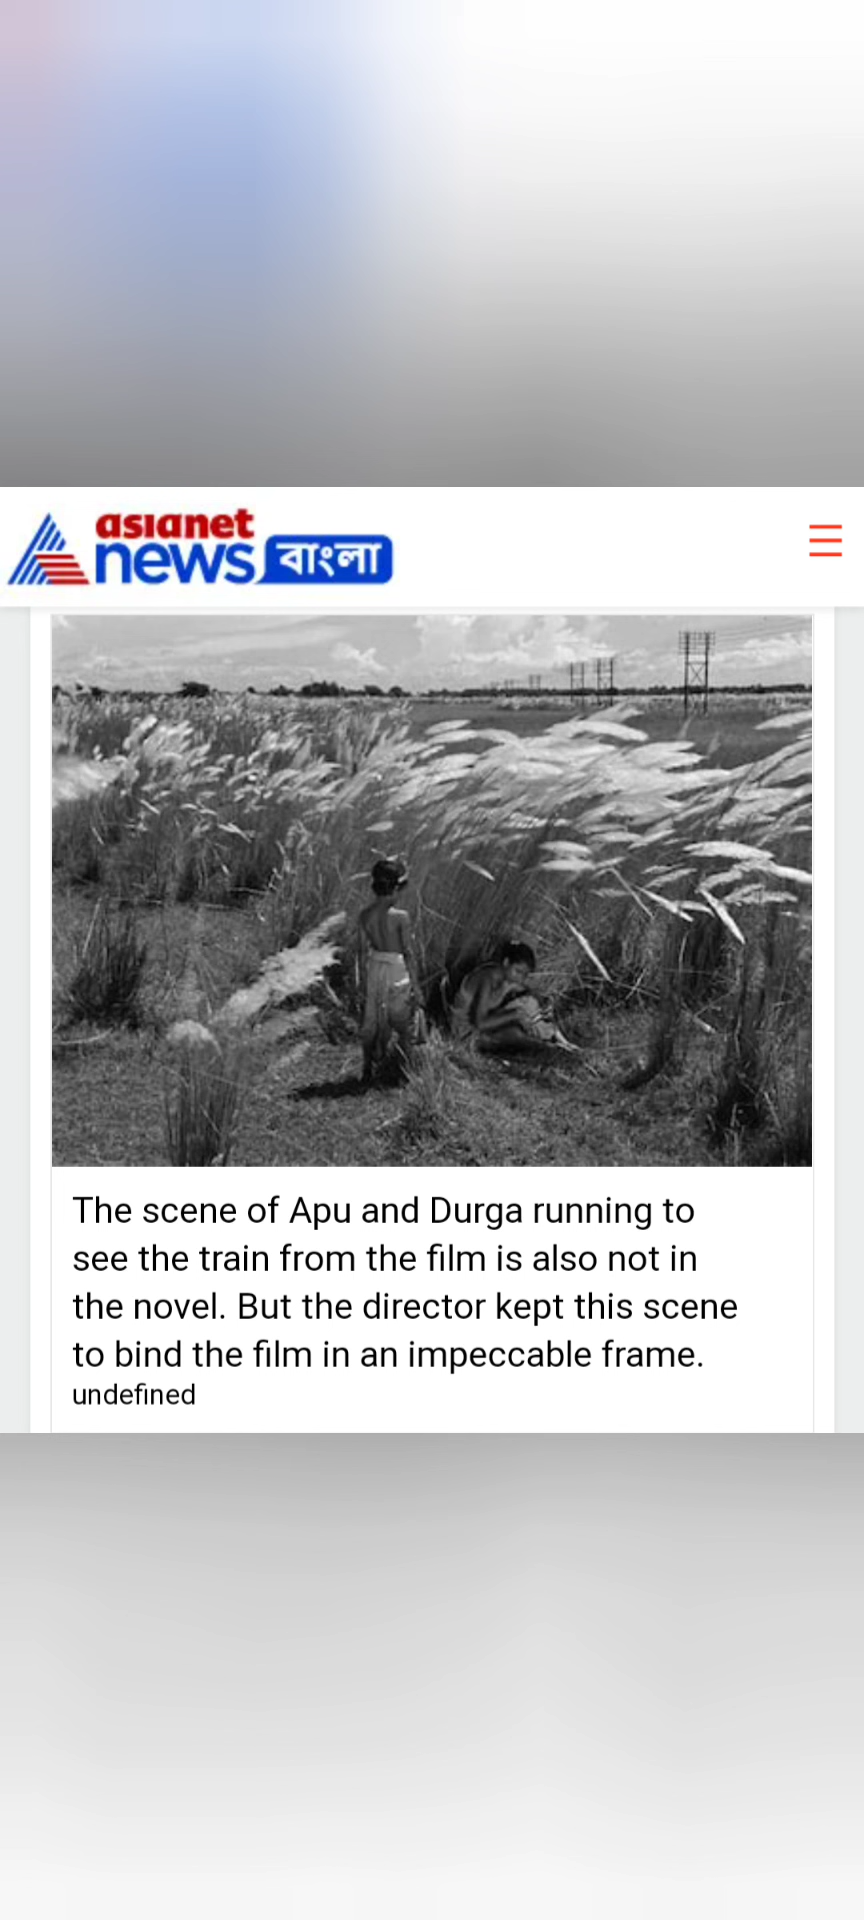 asianet
news বাংলা
The scene of Apu and Durga running to
see the train from the film is also not in
the novel. But the director kept this scene
to bind the film in an impeccable frame.
undefined